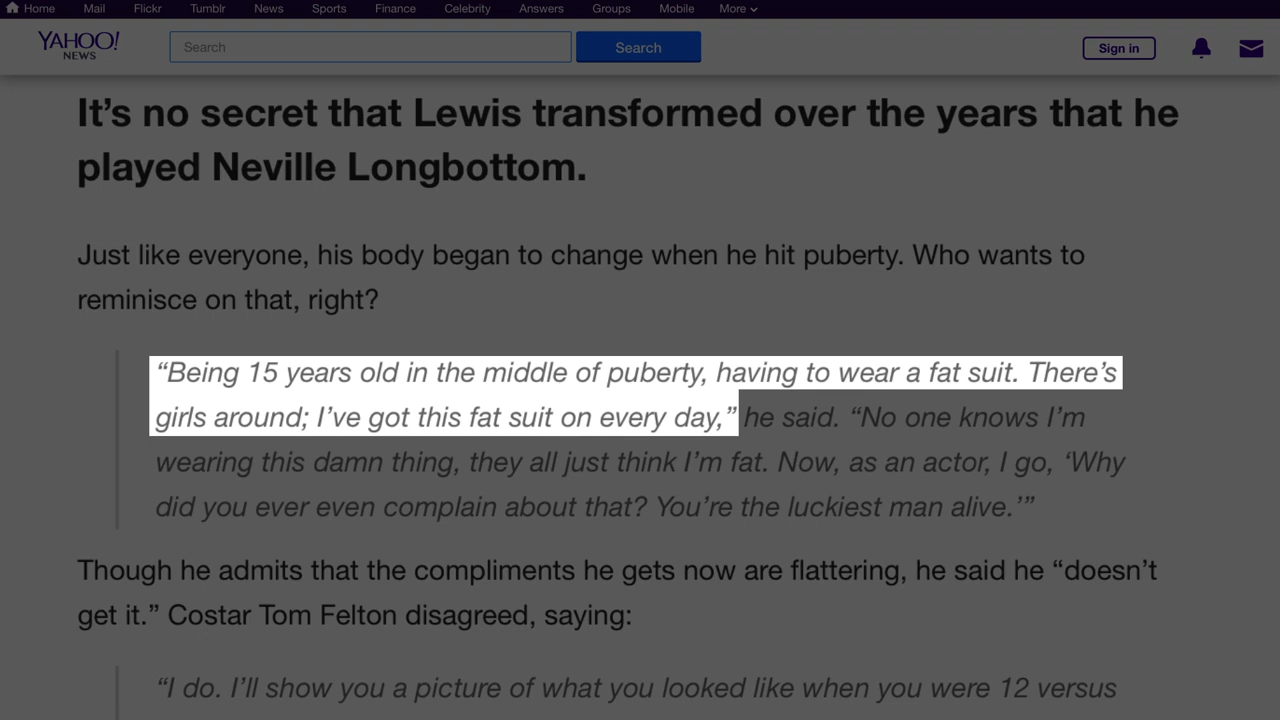 Home Mail Flickr Tumblr News Sports Finance Celebrity Answers Groups Mobile More
YAHOO!
NEWS
Search
Search
Sign in
It’s no secret that Lewis transformed over the years that he
played Neville Longbottom.
Just like everyone, his body began to change when he hit puberty. Who wants to
reminisce on that, right?
“Being 15 years old in the middle of puberty, having to wear a fat suit. There’s
girls around; I’ve got this fat suit on every day,” he said. “No one knows I’m
wearing this damn thing, they all just think I’m fat. Now, as an actor, I go, ‘Why
did you ever even complain about that? You’re the luckiest man alive.’”
Though he admits that the compliments he gets now are flattering, he said he “doesn’t
get it.” Costar Tom Felton disagreed, saying:
“I do. I’ll show you a picture of what you looked like when you were 12 versus